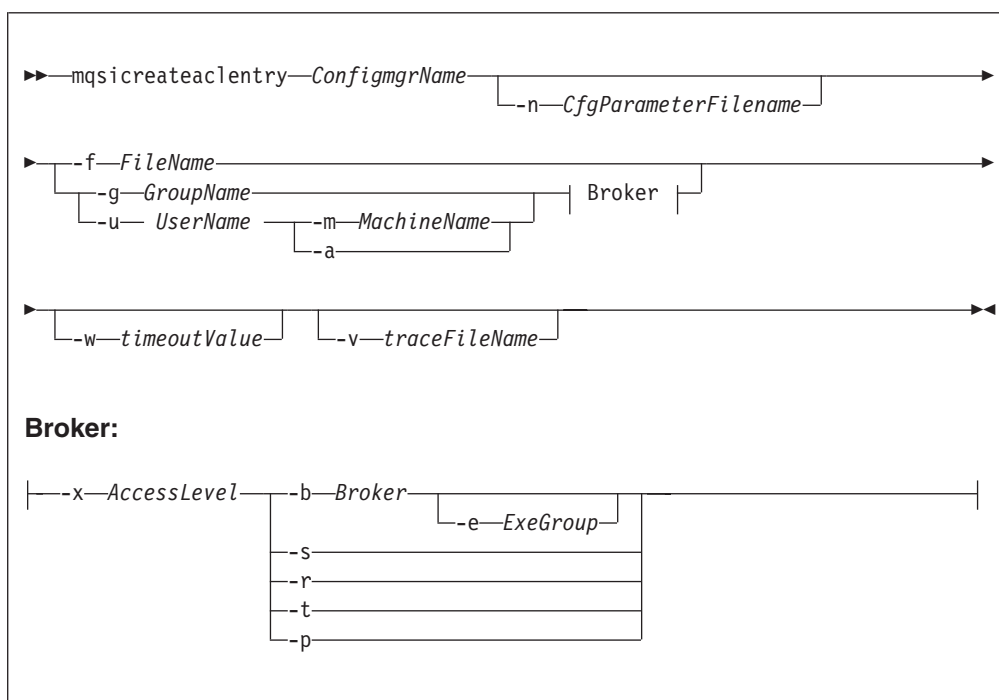 mqsicreateaclentry ConfigmgrName
-n CfgParameterFilename
-f FileName
-g GroupName Broker
-u UserName -m MachineName
-a
-w timeoutValue -v traceFileName
Broker:
-x AccessLevel -b Broker
-e ExeGroup
-s
-r
-t
-p